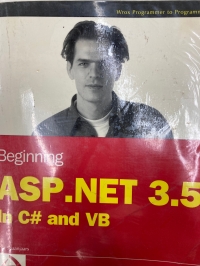 Wrox Programmer to Programmer
Beginning
ASP.NET 3.5
in C# and VB